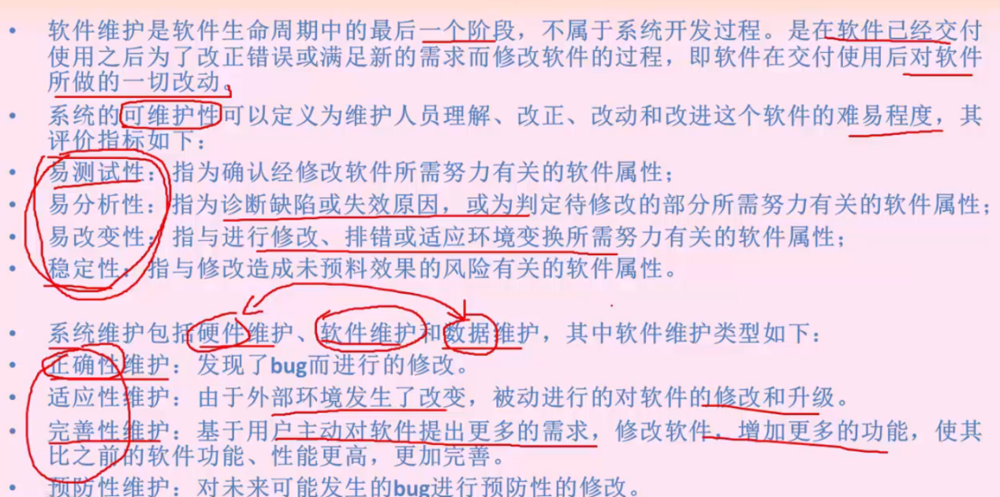 • 软件维护是软件生命周期中的最后一个阶段，不属于系统开发过程。是在软件已经交付
使用之后为了改正错误或满足新的需求而修改软件的过程，即软件在交付使用后对软件
所做的一切改动。
• 系统的可维护性可以定义为维护人员理解、改正、改动和改进这个软件的难易程度，其
评价指标如下：
• 易测试性：指为确认经修改软件所需努力有关的软件属性；
• 易分析性：指为诊断缺陷或失效原因，或为判定待修改的部分所需努力有关的软件属性；
• 易改变性：指与进行修改、排错或适应环境变换所需努力有关的软件属性；
• 稳定性：指与修改造成未预料效果的风险有关的软件属性。
• 系统维护包括硬件维护、软件维护和数据维护，其中软件维护类型如下：
• 正确性维护：发现了bug而进行的修改。
• 适应性维护：由于外部环境发生了改变，被动进行的对软件的修改和升级。
• 完善性维护：基于用户主动对软件提出更多的需求，修改软件，增加更多的功能，使其
比之前的软件功能、性能更高，更加完善。
• 预防性维护：对未来可能发生的bug进行预防性的修改。